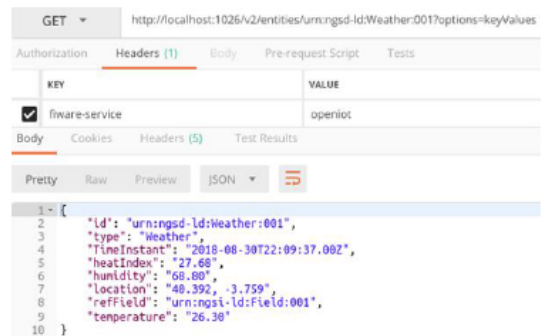 GET http://localhost:1026/v2/entities/urn:ngsd-ld:Weather:001?options=keyValues
Authorization Headers (1) Body Pre-request Script Tests
KEY VALUE
fiware-service openiot
Body Cookies Headers (5) Test Results
Pretty Raw Preview JSON
1 {
2 "id": "urn:ngsd-ld:Weather:001",
3 "type": "Weather",
4 "TimeInstant": "2018-08-30T22:09:37.00Z",
5 "heatIndex": "27.68",
6 "humidity": "68.80",
7 "location": "40.392, -3.759",
8 "refField": "urn:ngsi-ld:Field:001",
9 "temperature": "26.30"
10 }